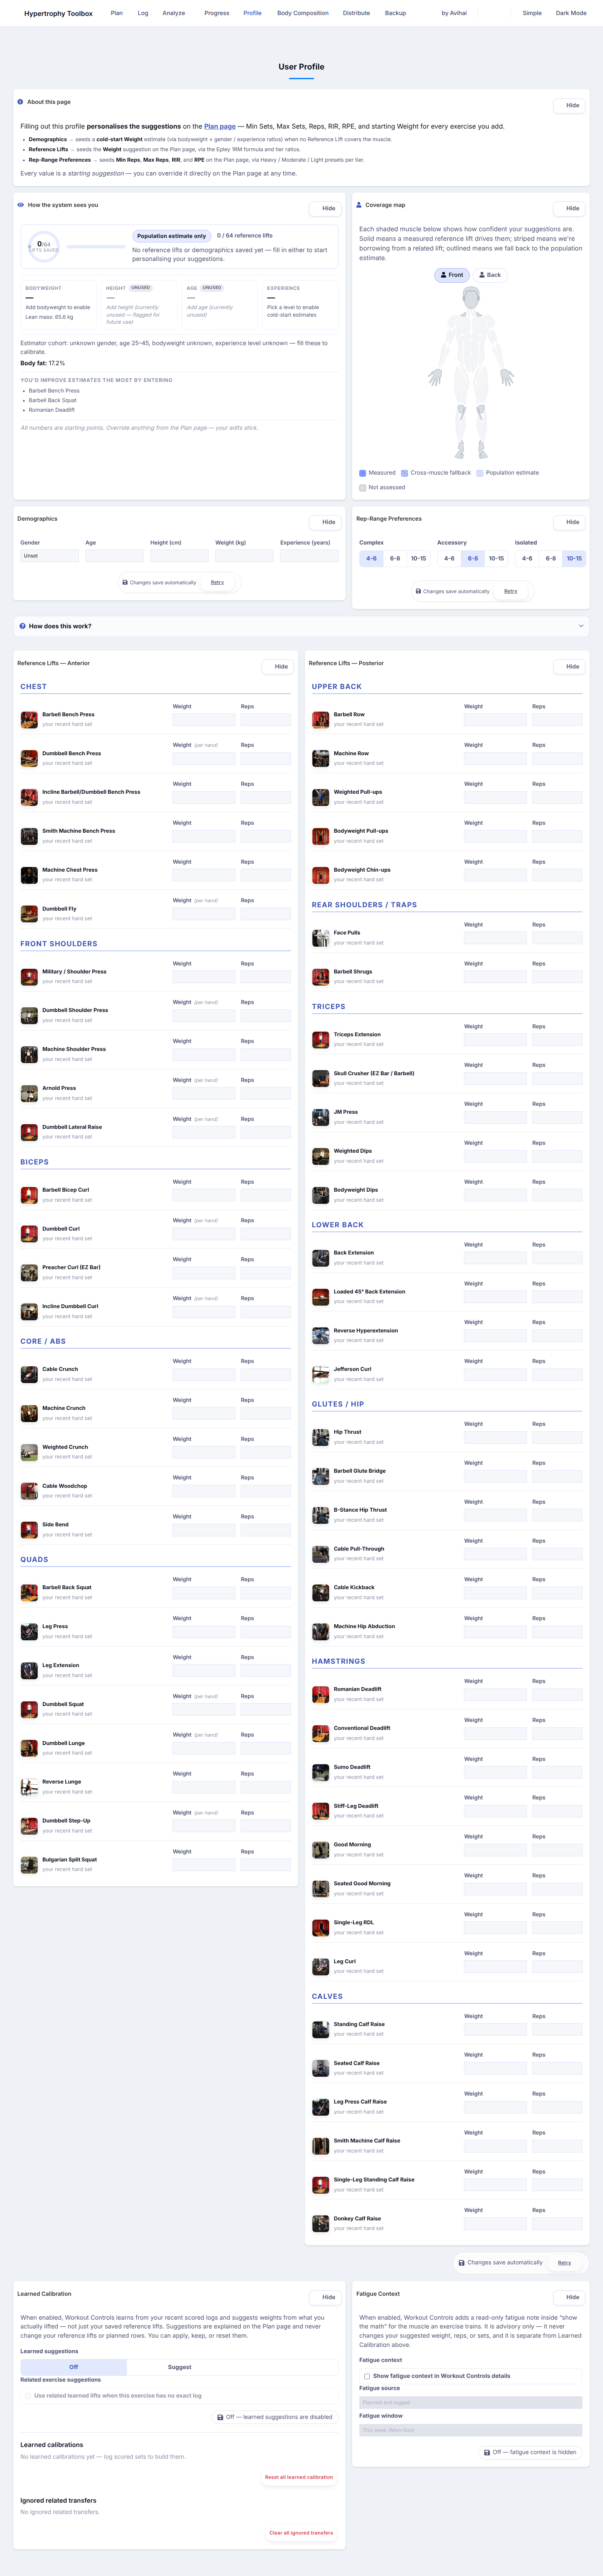 Hypertrophy Toolbox
Plan
Log
Analyze
Progress
Profile
Body Composition
Distribute
Backup
by Avihai
Simple
Dark Mode
User Profile
About this page
Hide
Filling out this profile personalises the suggestions on the Plan page — Min Sets, Max Sets, Reps, RIR, RPE, and starting Weight for every exercise you add.
Demographics → seeds a cold-start Weight estimate (via bodyweight × gender / experience ratios) when no Reference Lift covers the muscle.
Reference Lifts → seeds the Weight suggestion on the Plan page, via the Epley 1RM formula and tier ratios.
Rep-Range Preferences → seeds Min Reps, Max Reps, RIR, and RPE on the Plan page, via Heavy / Moderate / Light presets per tier.
Every value is a starting suggestion — you can override it directly on the Plan page at any time.
How the system sees you
Hide
0/64
LIFTS SAVED
Population estimate only
0 / 64 reference lifts
No reference lifts or demographics saved yet — fill in either to start
personalising your suggestions.
BODYWEIGHT
—
Add bodyweight to enable
Lean mass: 65.6 kg
HEIGHT UNUSED
—
Add height (currently
unused — flagged for
future use)
AGE UNUSED
—
Add age (currently
unused)
EXPERIENCE
—
Pick a level to enable
cold-start estimates
Estimator cohort: unknown gender, age 25–45, bodyweight unknown, experience level unknown — fill these to
calibrate.
Body fat: 17.2%
YOU'D IMPROVE ESTIMATES THE MOST BY ENTERING
Barbell Bench Press
Barbell Back Squat
Romanian Deadlift
All numbers are starting points. Override anything from the Plan page — your edits stick.
Coverage map
Hide
Each shaded muscle below shows how confident your suggestions are.
Solid means a measured reference lift drives them; striped means we're
borrowing from a related lift; outlined means we fall back to the population
estimate.
Front
Back
Measured
Cross-muscle fallback
Population estimate
Not assessed
Demographics
Hide
Gender
Age
Height (cm)
Weight (kg)
Experience (years)
Unset
Changes save automatically
Retry
Rep-Range Preferences
Hide
Complex
Accessory
Isolated
4–6
6–8
10–15
4–6
6–8
10–15
4–6
6–8
10–15
Changes save automatically
Retry
How does this work?
Reference Lifts — Anterior
Hide
CHEST
Weight
Reps
Barbell Bench Press
your recent hard set
Weight (per hand)
Reps
Dumbbell Bench Press
your recent hard set
Weight
Reps
Incline Barbell/Dumbbell Bench Press
your recent hard set
Weight
Reps
Smith Machine Bench Press
your recent hard set
Weight
Reps
Machine Chest Press
your recent hard set
Weight (per hand)
Reps
Dumbbell Fly
your recent hard set
FRONT SHOULDERS
Weight
Reps
Military / Shoulder Press
your recent hard set
Weight (per hand)
Reps
Dumbbell Shoulder Press
your recent hard set
Weight
Reps
Machine Shoulder Press
your recent hard set
Weight (per hand)
Reps
Arnold Press
your recent hard set
Weight (per hand)
Reps
Dumbbell Lateral Raise
your recent hard set
BICEPS
Weight
Reps
Barbell Bicep Curl
your recent hard set
Weight (per hand)
Reps
Dumbbell Curl
your recent hard set
Weight
Reps
Preacher Curl (EZ Bar)
your recent hard set
Weight (per hand)
Reps
Incline Dumbbell Curl
your recent hard set
CORE / ABS
Weight
Reps
Cable Crunch
your recent hard set
Weight
Reps
Machine Crunch
your recent hard set
Weight
Reps
Weighted Crunch
your recent hard set
Weight
Reps
Cable Woodchop
your recent hard set
Weight
Reps
Side Bend
your recent hard set
QUADS
Weight
Reps
Barbell Back Squat
your recent hard set
Weight
Reps
Leg Press
your recent hard set
Weight
Reps
Leg Extension
your recent hard set
Weight (per hand)
Reps
Dumbbell Squat
your recent hard set
Weight (per hand)
Reps
Dumbbell Lunge
your recent hard set
Weight
Reps
Reverse Lunge
your recent hard set
Weight (per hand)
Reps
Dumbbell Step-Up
your recent hard set
Weight
Reps
Bulgarian Split Squat
your recent hard set
Reference Lifts — Posterior
Hide
UPPER BACK
Weight
Reps
Barbell Row
your recent hard set
Weight
Reps
Machine Row
your recent hard set
Weight
Reps
Weighted Pull-ups
your recent hard set
Weight
Reps
Bodyweight Pull-ups
your recent hard set
Weight
Reps
Bodyweight Chin-ups
your recent hard set
REAR SHOULDERS / TRAPS
Weight
Reps
Face Pulls
your recent hard set
Weight
Reps
Barbell Shrugs
your recent hard set
TRICEPS
Weight
Reps
Triceps Extension
your recent hard set
Weight
Reps
Skull Crusher (EZ Bar / Barbell)
your recent hard set
Weight
Reps
JM Press
your recent hard set
Weight
Reps
Weighted Dips
your recent hard set
Weight
Reps
Bodyweight Dips
your recent hard set
LOWER BACK
Weight
Reps
Back Extension
your recent hard set
Weight
Reps
Loaded 45° Back Extension
your recent hard set
Weight
Reps
Reverse Hyperextension
your recent hard set
Weight
Reps
Jefferson Curl
your recent hard set
GLUTES / HIP
Weight
Reps
Hip Thrust
your recent hard set
Weight
Reps
Barbell Glute Bridge
your recent hard set
Weight
Reps
B-Stance Hip Thrust
your recent hard set
Weight
Reps
Cable Pull-Through
your recent hard set
Weight
Reps
Cable Kickback
your recent hard set
Weight
Reps
Machine Hip Abduction
your recent hard set
HAMSTRINGS
Weight
Reps
Romanian Deadlift
your recent hard set
Weight
Reps
Conventional Deadlift
your recent hard set
Weight
Reps
Sumo Deadlift
your recent hard set
Weight
Reps
Stiff-Leg Deadlift
your recent hard set
Weight
Reps
Good Morning
your recent hard set
Weight
Reps
Seated Good Morning
your recent hard set
Weight
Reps
Single-Leg RDL
your recent hard set
Weight
Reps
Leg Curl
your recent hard set
CALVES
Weight
Reps
Standing Calf Raise
your recent hard set
Weight
Reps
Seated Calf Raise
your recent hard set
Weight
Reps
Leg Press Calf Raise
your recent hard set
Weight
Reps
Smith Machine Calf Raise
your recent hard set
Weight
Reps
Single-Leg Standing Calf Raise
your recent hard set
Weight
Reps
Donkey Calf Raise
your recent hard set
Changes save automatically
Retry
Learned Calibration
Hide
When enabled, Workout Controls learns from your recent scored logs and suggests weights from what you
actually lift — not just your saved reference lifts. Suggestions are explained on the Plan page and never
change your reference lifts or planned rows. You can apply, keep, or reset them.
Learned suggestions
Off
Suggest
Related exercise suggestions
Use related learned lifts when this exercise has no exact log
Off — learned suggestions are disabled
Learned calibrations
No learned calibrations yet — log scored sets to build them.
Reset all learned calibration
Ignored related transfers
No ignored related transfers.
Clear all ignored transfers
Fatigue Context
Hide
When enabled, Workout Controls adds a read-only fatigue note inside "show
the math" for the muscle an exercise trains. It is advisory only — it never
changes your suggested weight, reps, or sets, and it is separate from Learned
Calibration above.
Fatigue context
Show fatigue context in Workout Controls details
Fatigue source
Planned and logged
Fatigue window
This week (Mon–Sun)
Off — fatigue context is hidden